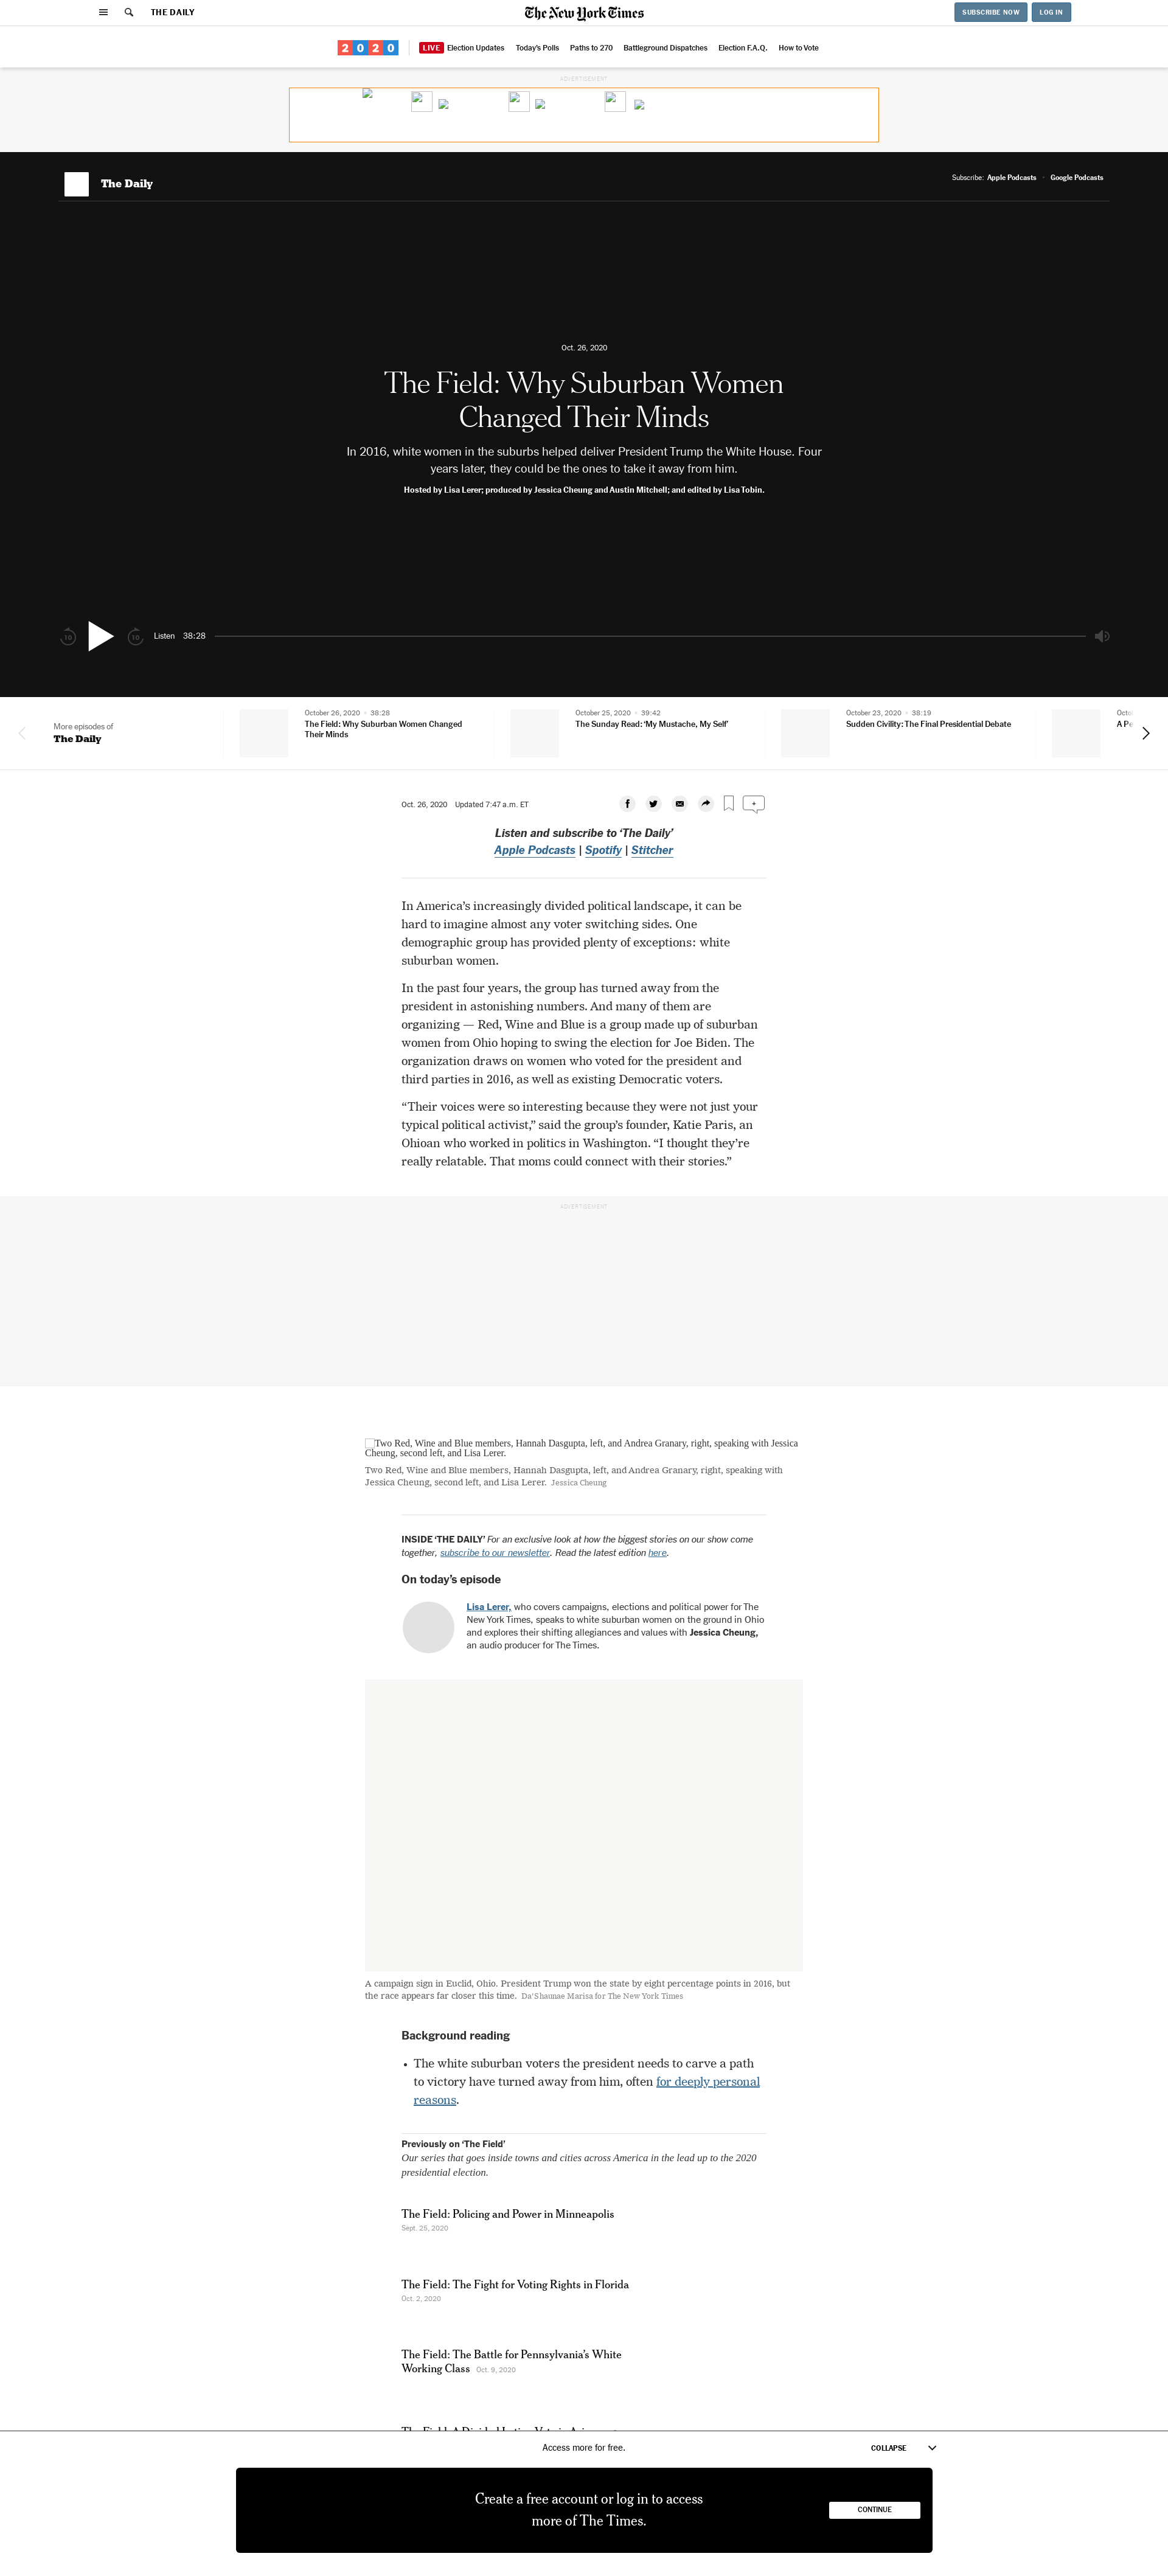 THE DAILY
The New York Times
SUBSCRIBE NOW
LOG IN
2020
LIVE Election Updates
Today's Polls
Paths to 270
Battleground Dispatches
Election F.A.Q.
How to Vote
ADVERTISEMENT
The Daily
Subscribe: Apple Podcasts • Google Podcasts
Oct. 26, 2020
The Field: Why Suburban Women
Changed Their Minds
In 2016, white women in the suburbs helped deliver President Trump the White House. Four
years later, they could be the ones to take it away from him.
Hosted by Lisa Lerer; produced by Jessica Cheung and Austin Mitchell; and edited by Lisa Tobin.
10
10
Listen 38:28
More episodes of
The Daily
October 26, 2020 • 38:28
The Field: Why Suburban Women Changed
Their Minds
October 25, 2020 • 39:42
The Sunday Read: ‘My Mustache, My Self’
October 23, 2020 • 38:19
Sudden Civility: The Final Presidential Debate
Oct. 26, 2020 Updated 7:47 a.m. ET
Listen and subscribe to ‘The Daily’
Apple Podcasts | Spotify | Stitcher
In America’s increasingly divided political landscape, it can be
hard to imagine almost any voter switching sides. One
demographic group has provided plenty of exceptions: white
suburban women.
In the past four years, the group has turned away from the
president in astonishing numbers. And many of them are
organizing — Red, Wine and Blue is a group made up of suburban
women from Ohio hoping to swing the election for Joe Biden. The
organization draws on women who voted for the president and
third parties in 2016, as well as existing Democratic voters.
“Their voices were so interesting because they were not just your
typical political activist,” said the group’s founder, Katie Paris, an
Ohioan who worked in politics in Washington. “I thought they’re
really relatable. That moms could connect with their stories.”
ADVERTISEMENT
Two Red, Wine and Blue members, Hannah Dasgupta, left, and Andrea Granary, right, speaking with Jessica
Cheung, second left, and Lisa Lerer.
Two Red, Wine and Blue members, Hannah Dasgupta, left, and Andrea Granary, right, speaking with
Jessica Cheung, second left, and Lisa Lerer. Jessica Cheung
INSIDE ‘THE DAILY’ For an exclusive look at how the biggest stories on our show come
together, subscribe to our newsletter. Read the latest edition here.
On today’s episode
Lisa Lerer, who covers campaigns, elections and political power for The
New York Times, speaks to white suburban women on the ground in Ohio
and explores their shifting allegiances and values with Jessica Cheung,
an audio producer for The Times.
A campaign sign in Euclid, Ohio. President Trump won the state by eight percentage points in 2016, but
the race appears far closer this time. Da’Shaunae Marisa for The New York Times
Background reading
• The white suburban voters the president needs to carve a path
to victory have turned away from him, often for deeply personal
reasons.
Previously on ‘The Field’
Our series that goes inside towns and cities across America in the lead up to the 2020
presidential election.
The Field: Policing and Power in Minneapolis
Sept. 25, 2020
The Field: The Fight for Voting Rights in Florida
Oct. 2, 2020
The Field: The Battle for Pennsylvania’s White
Working Class Oct. 9, 2020
Access more for free.
COLLAPSE
Create a free account or log in to access
more of The Times.
CONTINUE